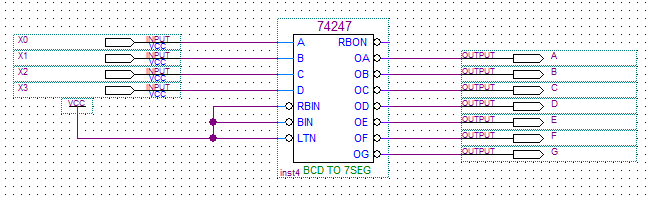 74247
X0 INPUT VCC A RBON
X1 INPUT VCC B OA OUTPUT A
X2 INPUT VCC C OB OUTPUT B
X3 INPUT VCC D OC OUTPUT C
VCC RBIN OD OUTPUT D
BIN OE OUTPUT E
LTN OF OUTPUT F
OG OUTPUT G
inst4 BCD TO 7SEG